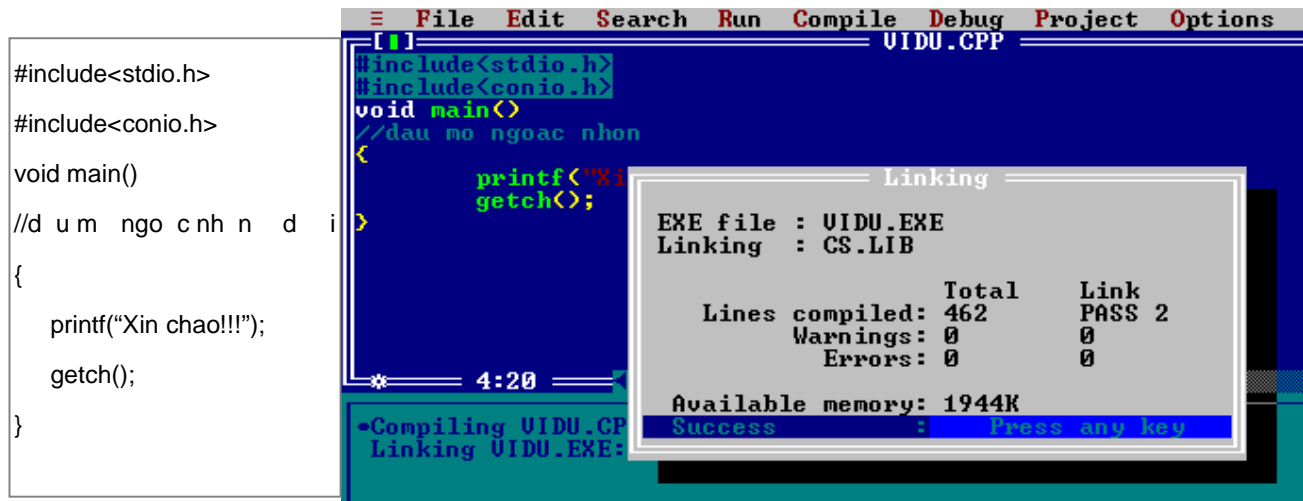 #include<stdio.h>
#include<conio.h>
void main()
//d u m ngo c nh n d i
{
printf(“Xin chao!!!”);
getch();
}
≡ File Edit Search Run Compile Debug Project Options
[▮] VIDU.CPP
#include<stdio.h>
#include<conio.h>
void main()
//dau mo ngoac nhon
{
printf("Xi
getch();
}
4:20
Linking
EXE file : VIDU.EXE
Linking : CS.LIB
Total Link
Lines compiled: 462 PASS 2
Warnings: 0 0
Errors: 0 0
Available memory: 1944K
Success : Press any key
•Compiling VIDU.CP
Linking VIDU.EXE: